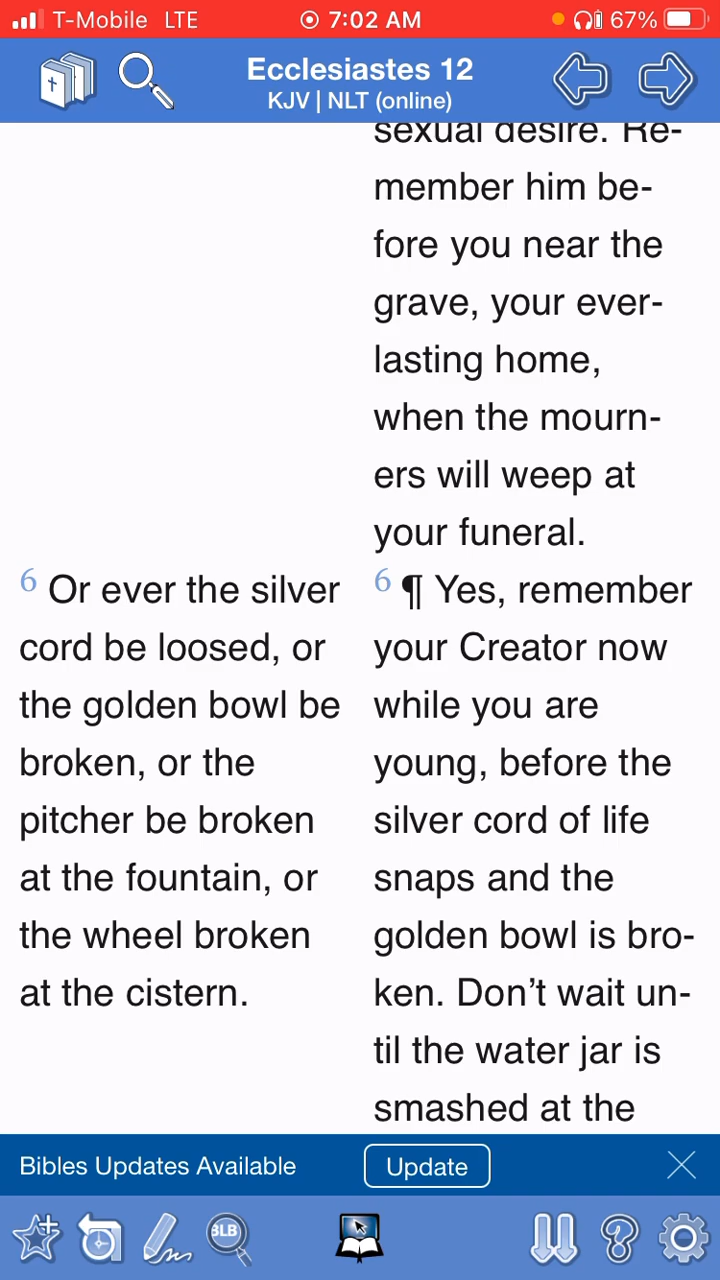 T-Mobile LTE 7:02 AM 67%
Ecclesiastes 12
KJV | NLT (online)
sexual desire. Re-
member him be-
fore you near the
grave, your ever-
lasting home,
when the mourn-
ers will weep at
your funeral.
6 Or ever the silver
cord be loosed, or
the golden bowl be
broken, or the
pitcher be broken
at the fountain, or
the wheel broken
at the cistern.
6 ¶ Yes, remember
your Creator now
while you are
young, before the
silver cord of life
snaps and the
golden bowl is bro-
ken. Don’t wait un-
til the water jar is
smashed at the
Bibles Updates Available Update
BLB